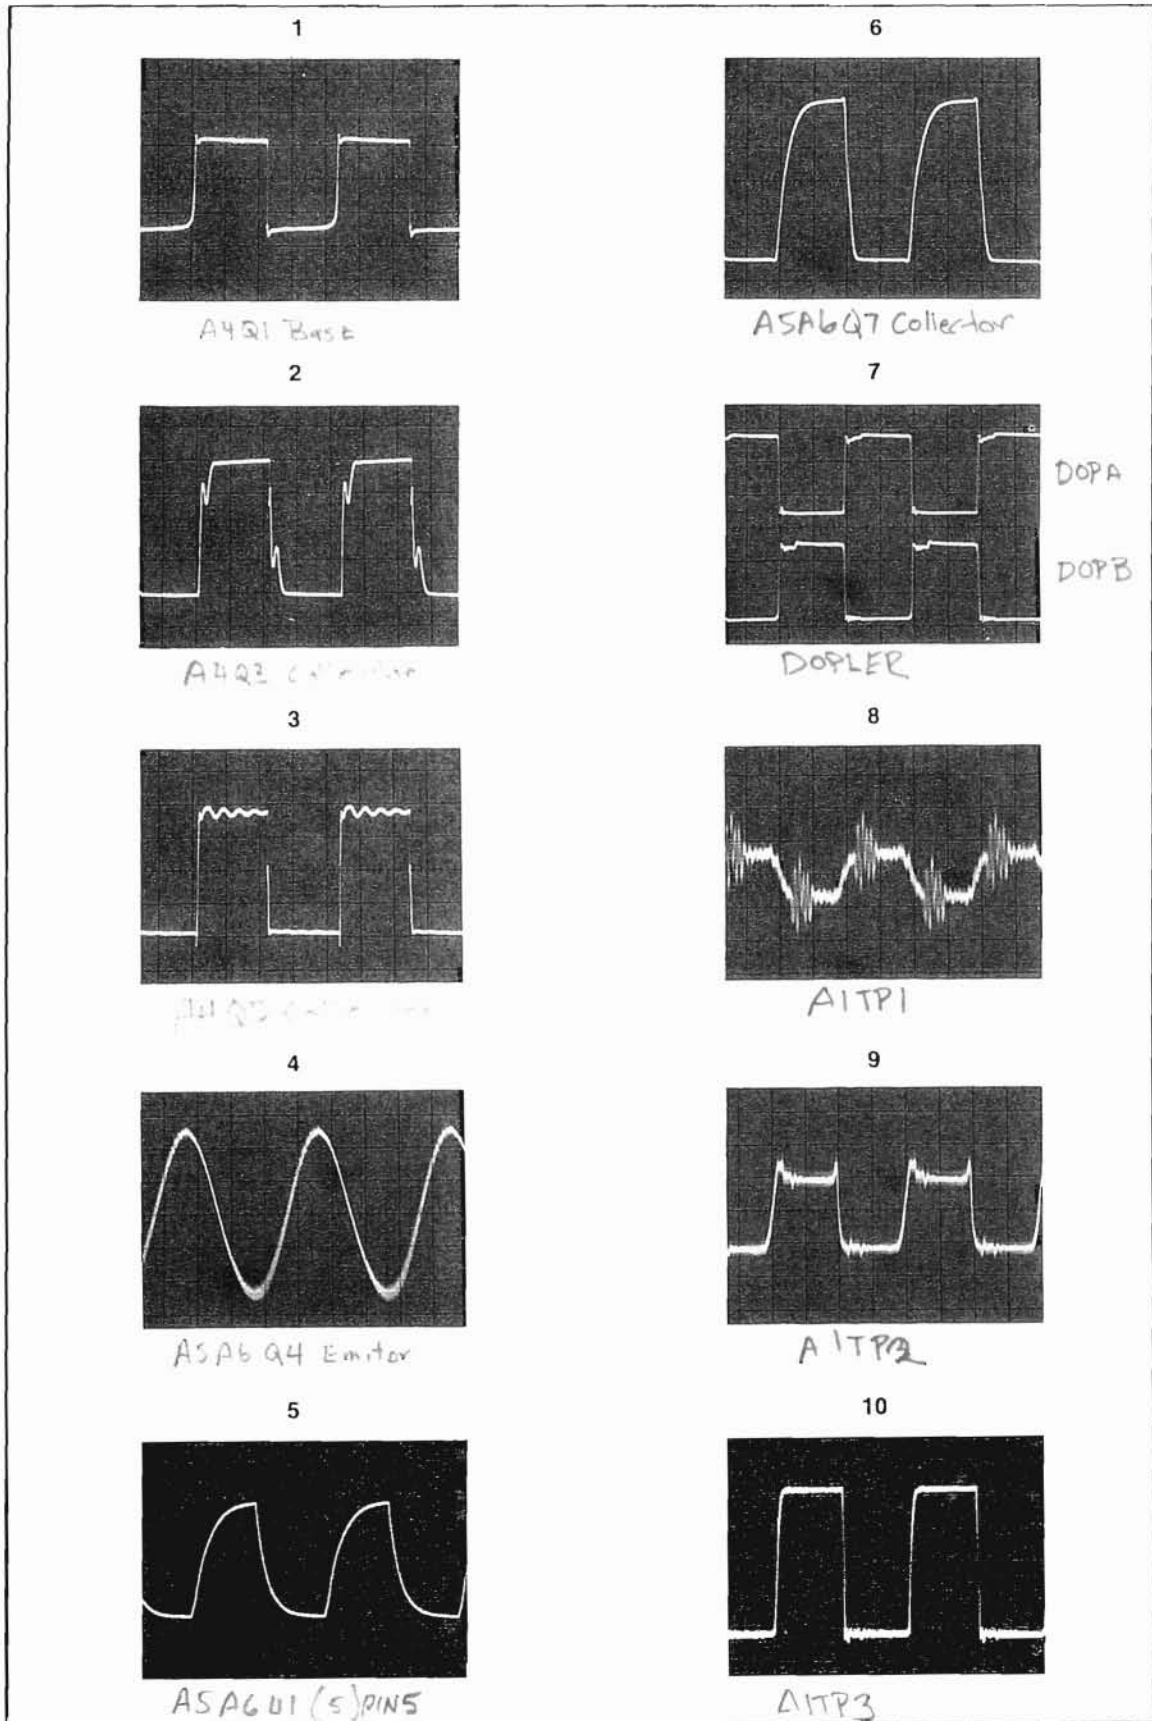 1
A4Q1 Base
2
A4Q3
3
4
A5A6 Q4 Emitor
5
A5A6U1 (5) PIN5
6
A5A6Q7 Collector
7
DOPA
DOPB
DOPLER
8
A1TP1
9
A1TP2
10
A1TP3